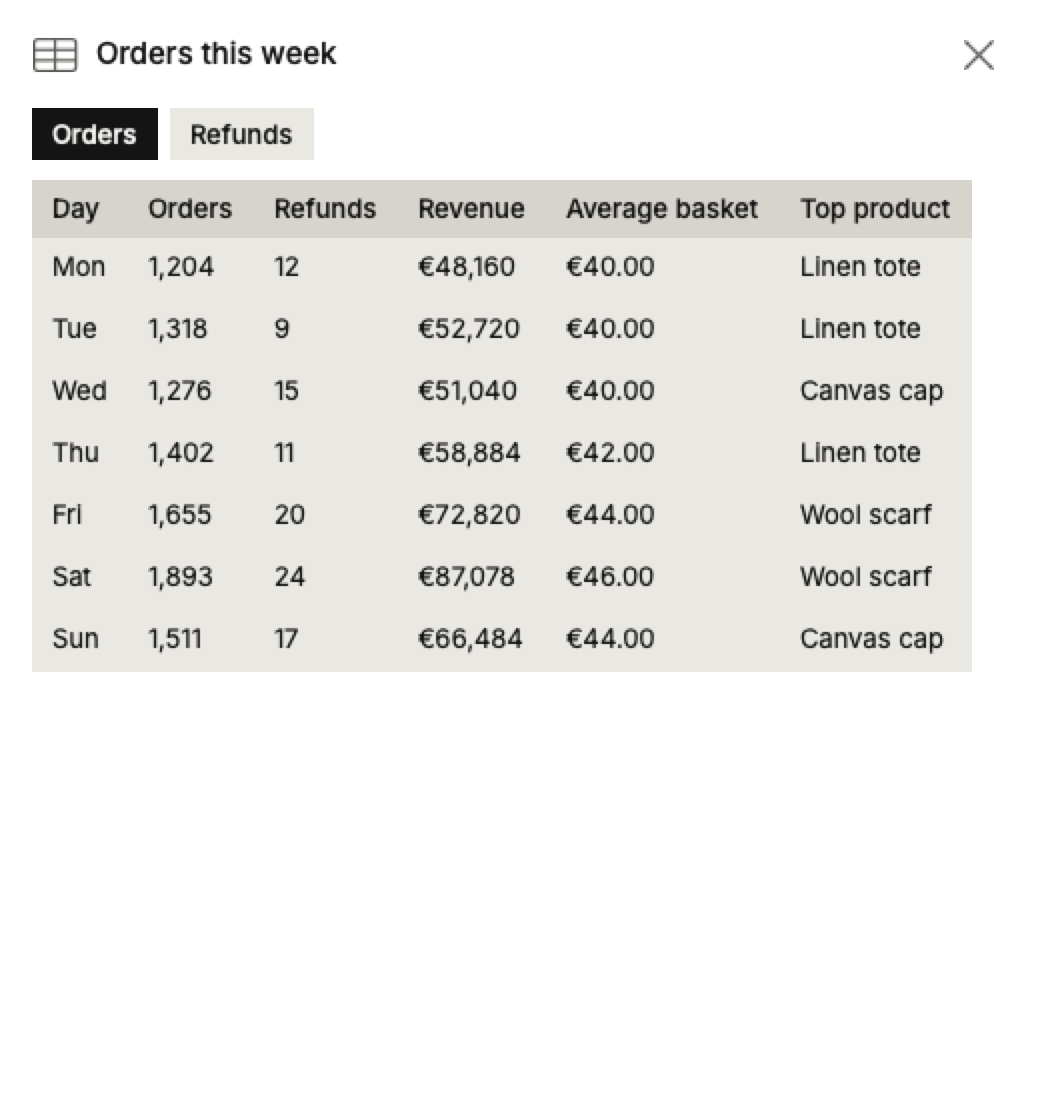 Orders this week
Orders Refunds
Day Orders Refunds Revenue Average basket Top product
Mon 1,204 12 €48,160 €40.00 Linen tote
Tue 1,318 9 €52,720 €40.00 Linen tote
Wed 1,276 15 €51,040 €40.00 Canvas cap
Thu 1,402 11 €58,884 €42.00 Linen tote
Fri 1,655 20 €72,820 €44.00 Wool scarf
Sat 1,893 24 €87,078 €46.00 Wool scarf
Sun 1,511 17 €66,484 €44.00 Canvas cap